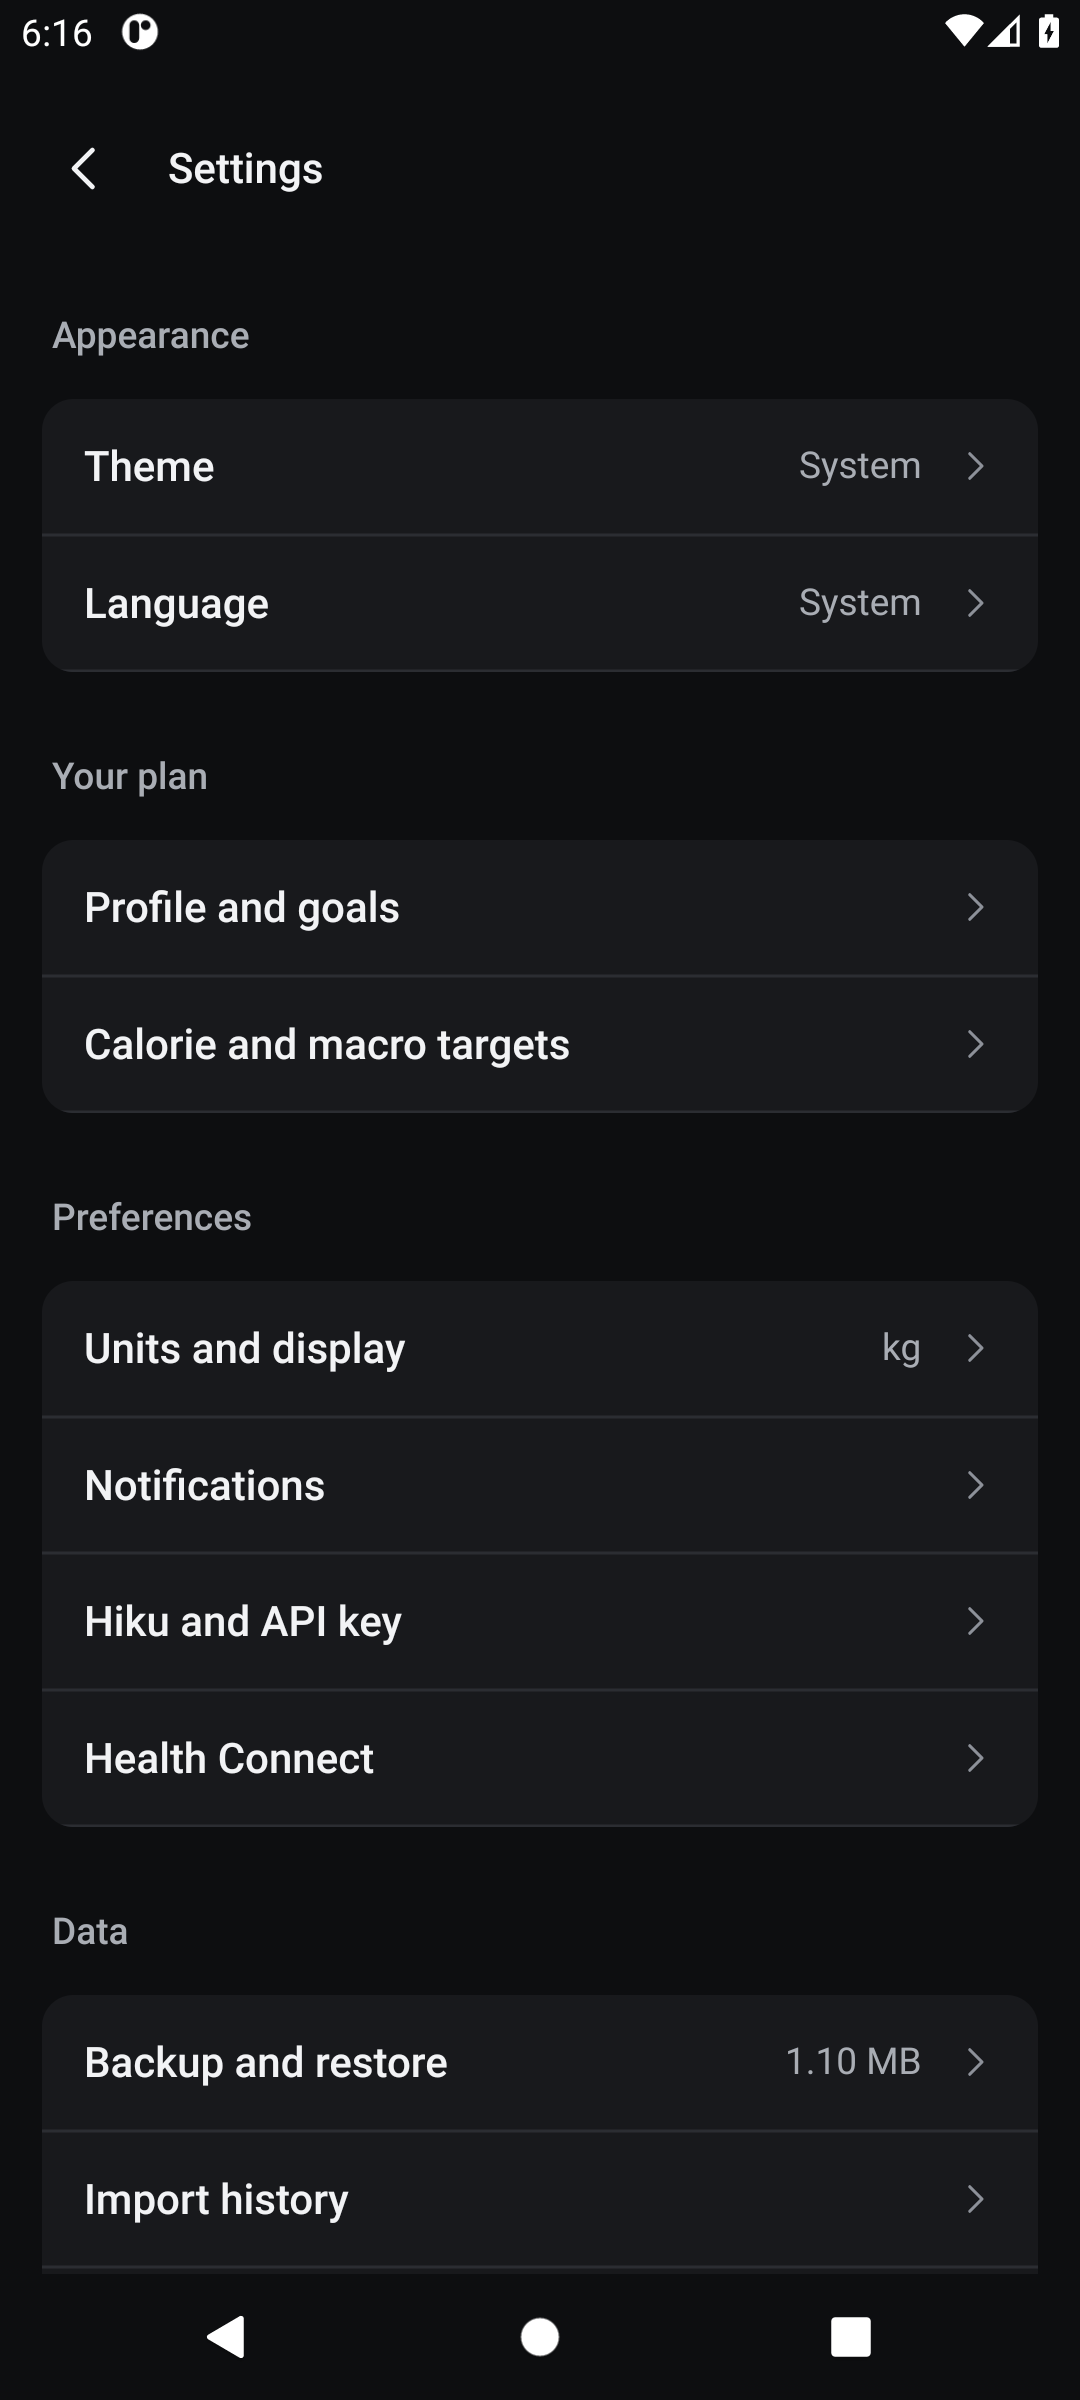 6:16
Settings
Appearance
Theme System
Language System
Your plan
Profile and goals
Calorie and macro targets
Preferences
Units and display kg
Notifications
Hiku and API key
Health Connect
Data
Backup and restore 1.10 MB
Import history